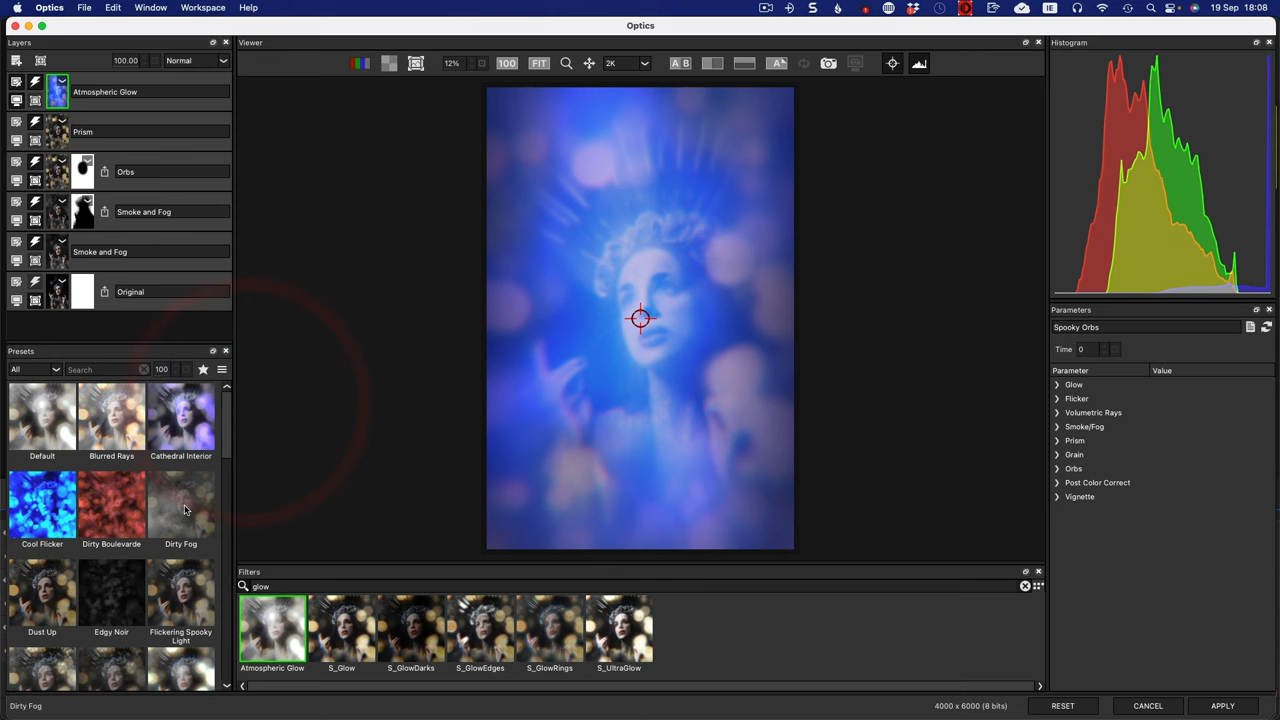 Optics File Edit Mask Window Workspace Help 19 Sep 18:08
Optics
Layers
100.00 Normal
Atmospheric Glow
Prism
Orbs
Smoke and Fog
Smoke and Fog
Original
Presets
All Search 100
Default Blurred Rays Cathedral Interior
Cool Flicker Dirty Boulevarde Dirty Fog
Dust Up Edgy Noir Flickering Spooky
Light
Viewer
12% 100 FIT 2K A B A
Filters
glow
Atmospheric Glow S_Glow S_GlowDarks S_GlowEdges S_GlowRings S_UltraGlow
Histogram
Parameters
Spooky Orbs
Time 0
Parameter Value
Glow
Flicker
Volumetric Rays
Smoke/Fog
Prism
Grain
Orbs
Post Color Correct
Vignette
Dirty Fog 4000 x 6000 (8 bits) RESET CANCEL APPLY